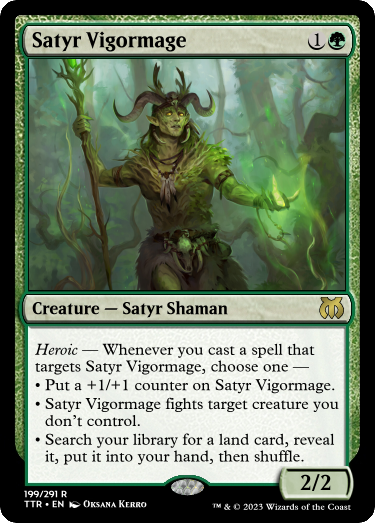 Satyr Vigormage 1
Creature — Satyr Shaman
Heroic — Whenever you cast a spell that
targets Satyr Vigormage, choose one —
• Put a +1/+1 counter on Satyr Vigormage.
• Satyr Vigormage fights target creature you
don't control.
• Search your library for a land card, reveal
it, put it into your hand, then shuffle.
2/2
199/291 R
TTR • EN Oksana Kerro
™ & © 2023 Wizards of the Coast